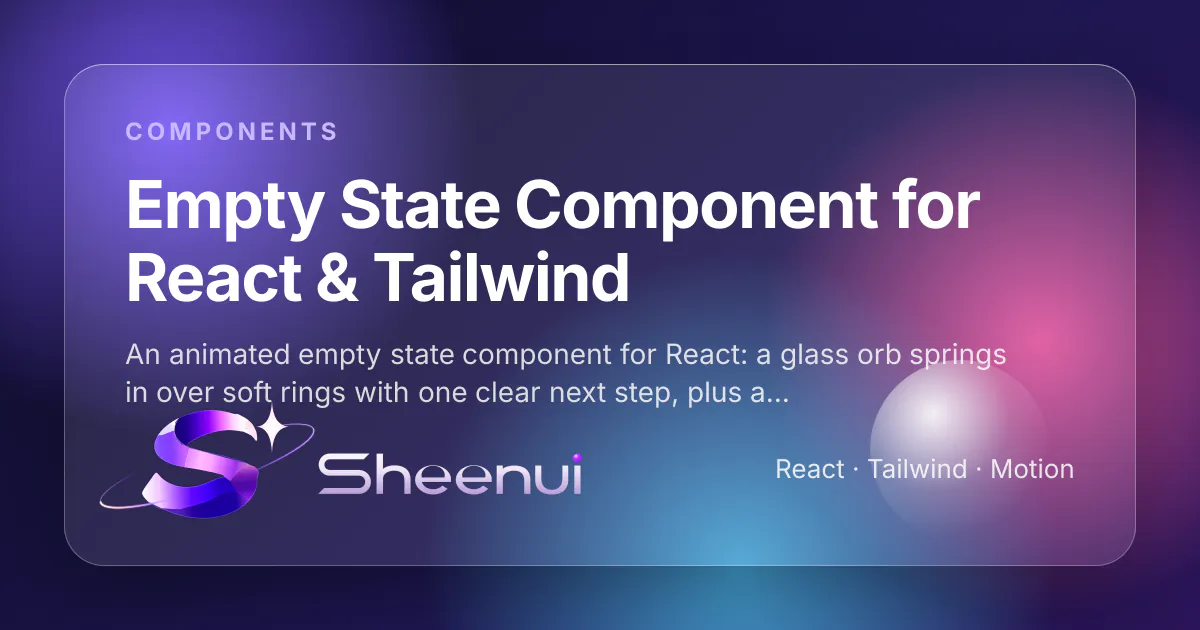 COMPONENTS
Empty State Component for
React & Tailwind
An animated empty state component for React: a glass orb springs
in over soft rings with one clear next step, plus a...
Sheenui
React · Tailwind · Motion